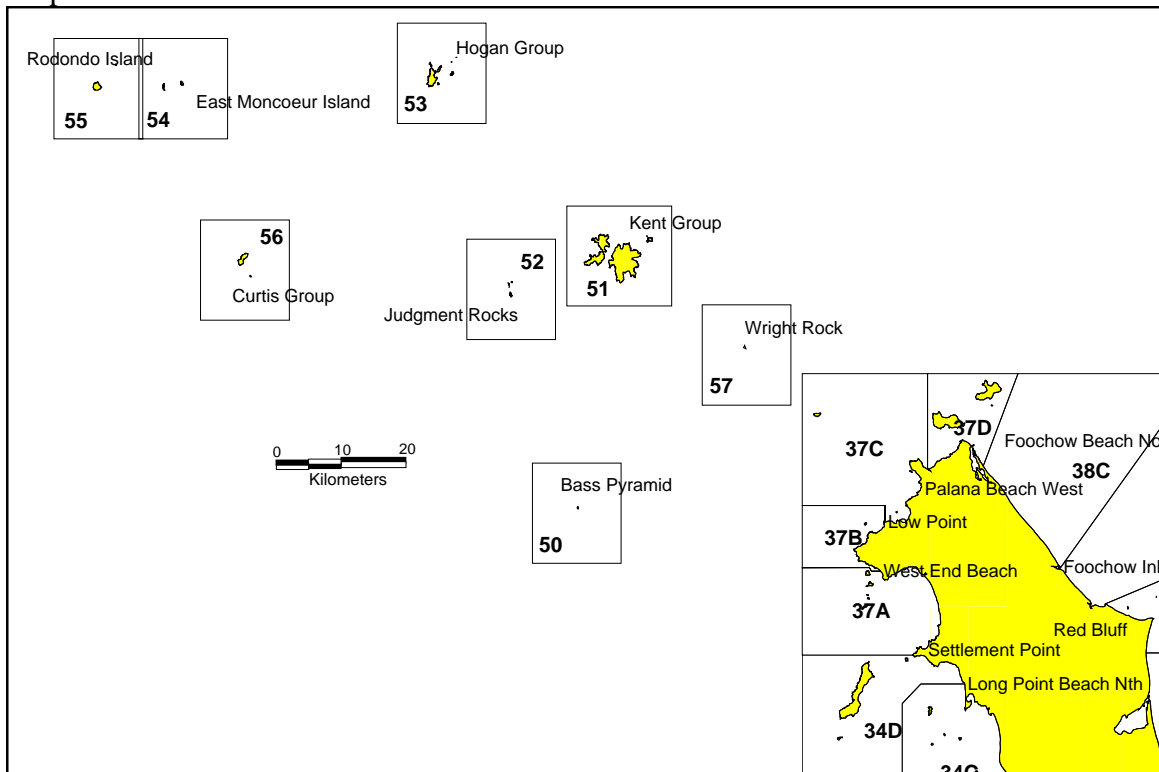 Hogan Group
Rodondo Island
East Moncoeur Island
53
55
54
Kent Group
56
52
51
Curtis Group
Judgment Rocks
Wright Rock
57
37D
Foochow Beach No
37C
0 10 20
38C
Kilometers
Bass Pyramid
Palana Beach West
Low Point
37B
50
Foochow Inl
West End Beach
37A
Red Bluff
Settlement Point
Long Point Beach Nth
34D